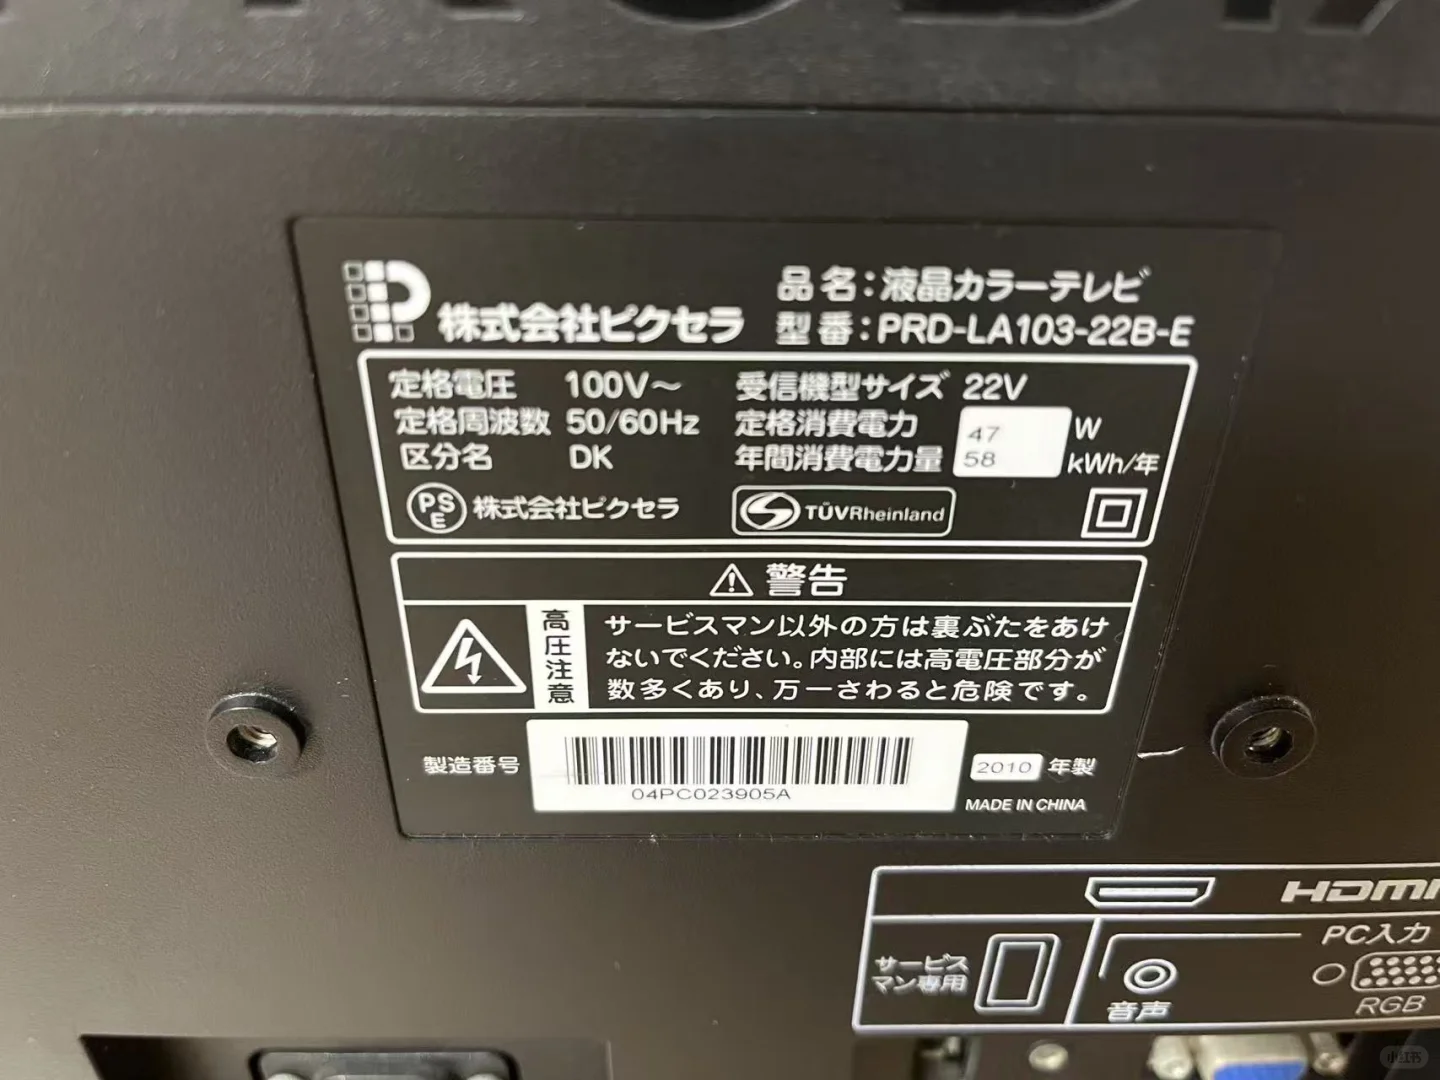 株式会社ピクセラ
品名：液晶カラーテレビ
型番：PRD-LA103-22B-E
定格電圧 100V～ 受信機型サイズ 22V
定格周波数 50/60Hz 定格消費電力 47 W
区分名 DK 年間消費電力量 58 kWh/年
PSE 株式会社ピクセラ TÜVRheinland
警告
高圧注意
サービスマン以外の方は裏ぶたをあけ
ないでください。内部には高電圧部分が
数多くあり、万一さわると危険です。
製造番号 04PC023905A 2010 年製
MADE IN CHINA
HDMI
PC入力
サービス
マン専用
音声
RGB
小红书